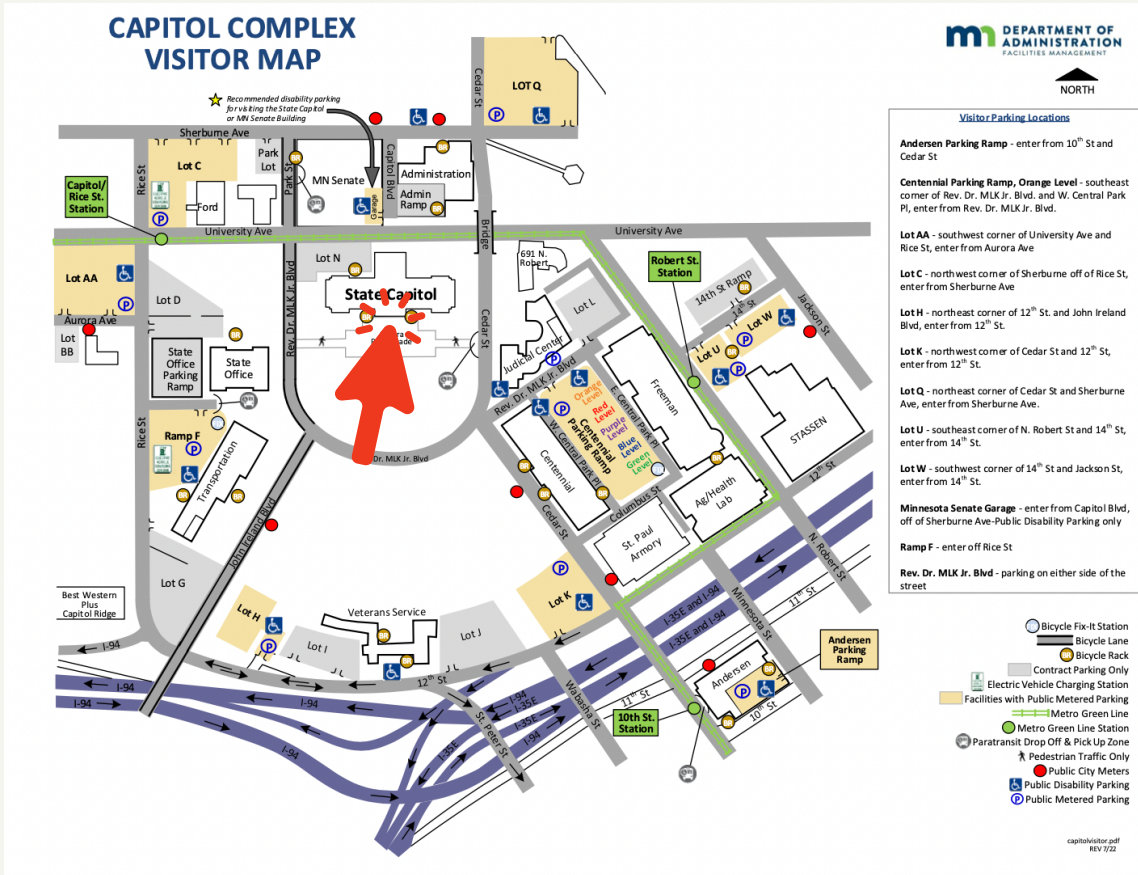 CAPITOL COMPLEX
VISITOR MAP
DEPARTMENT OF
ADMINISTRATION
FACILITIES MANAGEMENT
NORTH
Recommended disability parking
for visiting the State Capitol
or MN Senate Building
Cedar St
LOT Q
Sherburne Ave
Rice St
Lot C
Park
Lot
Park St
MN Senate
Garage
Capitol Blvd
Administration
Admin
Ramp
Ford
Capitol/
Rice St.
Station
University Ave
Bridge
University Ave
Lot AA
Aurora Ave
Lot
BB
Lot D
Lot N
State Capitol
Rev. Dr. MLK Jr. Blvd
Cedar St
691 N.
Robert
Robert St.
Station
Lot L
14th St Ramp
14th St
Jackson St
Lot W
Lot U
Judicial Center
Rev. Dr. MLK Jr. Blvd
State
Office
Parking
Ramp
State
Office
Rice St
Ramp F
Transportation
Dr. MLK Jr. Blvd
John Ireland Blvd
Orange
Level
Red
Level
Purple
Level
Blue
Level
Green
Level
Centennial
Parking Ramp
W. Central Park Pl
E. Central Park Pl
Freeman
STASSEN
Centennial
Cedar St
Columbus St
Ag/Health
Lab
12th St
St. Paul
Armory
N. Robert St
Lot G
Best Western
Plus
Capitol Ridge
Lot H
Lot I
Veterans Service
Lot J
Lot K
I-35E and I-94
I-35E and I-94
Minnesota St
11th St
I-94
I-94
I-94
I-94
12th St
I-94
I-35E
I-35E
I-94
I-35E
St. Peter St
Wabasha St
11th St
10th St.
Station
Andersen
10th St
Andersen
Parking
Ramp
Visitor Parking Locations
Andersen Parking Ramp - enter from 10th St and
Cedar St
Centennial Parking Ramp, Orange Level - southeast
corner of Rev. Dr. MLK Jr. Blvd. and W. Central Park
Pl, enter from Rev. Dr. MLK Jr. Blvd.
Lot AA - southwest corner of University Ave and
Rice St, enter from Aurora Ave
Lot C - northwest corner of Sherburne off of Rice St,
enter from Sherburne Ave
Lot H - northeast corner of 12th St. and John Ireland
Blvd, enter from 12th St.
Lot K - northwest corner of Cedar St and 12th St,
enter from 12th St.
Lot Q - northeast corner of Cedar St and Sherburne
Ave, enter from Sherburne Ave.
Lot U - southeast corner of N. Robert St and 14th St,
enter from 14th St.
Lot W - southwest corner of 14th St and Jackson St,
enter from 14th St.
Minnesota Senate Garage - enter from Capitol Blvd,
off of Sherburne Ave-Public Disability Parking only
Ramp F - enter off Rice St
Rev. Dr. MLK Jr. Blvd - parking on either side of the
street
Bicycle Fix-It Station
Bicycle Lane
BR Bicycle Rack
Contract Parking Only
Electric Vehicle Charging Station
Facilities with Public Metered Parking
Metro Green Line
Metro Green Line Station
Paratransit Drop Off & Pick Up Zone
Pedestrian Traffic Only
Public City Meters
Public Disability Parking
P Public Metered Parking
capitolvisitor.pdf
REV 7/22